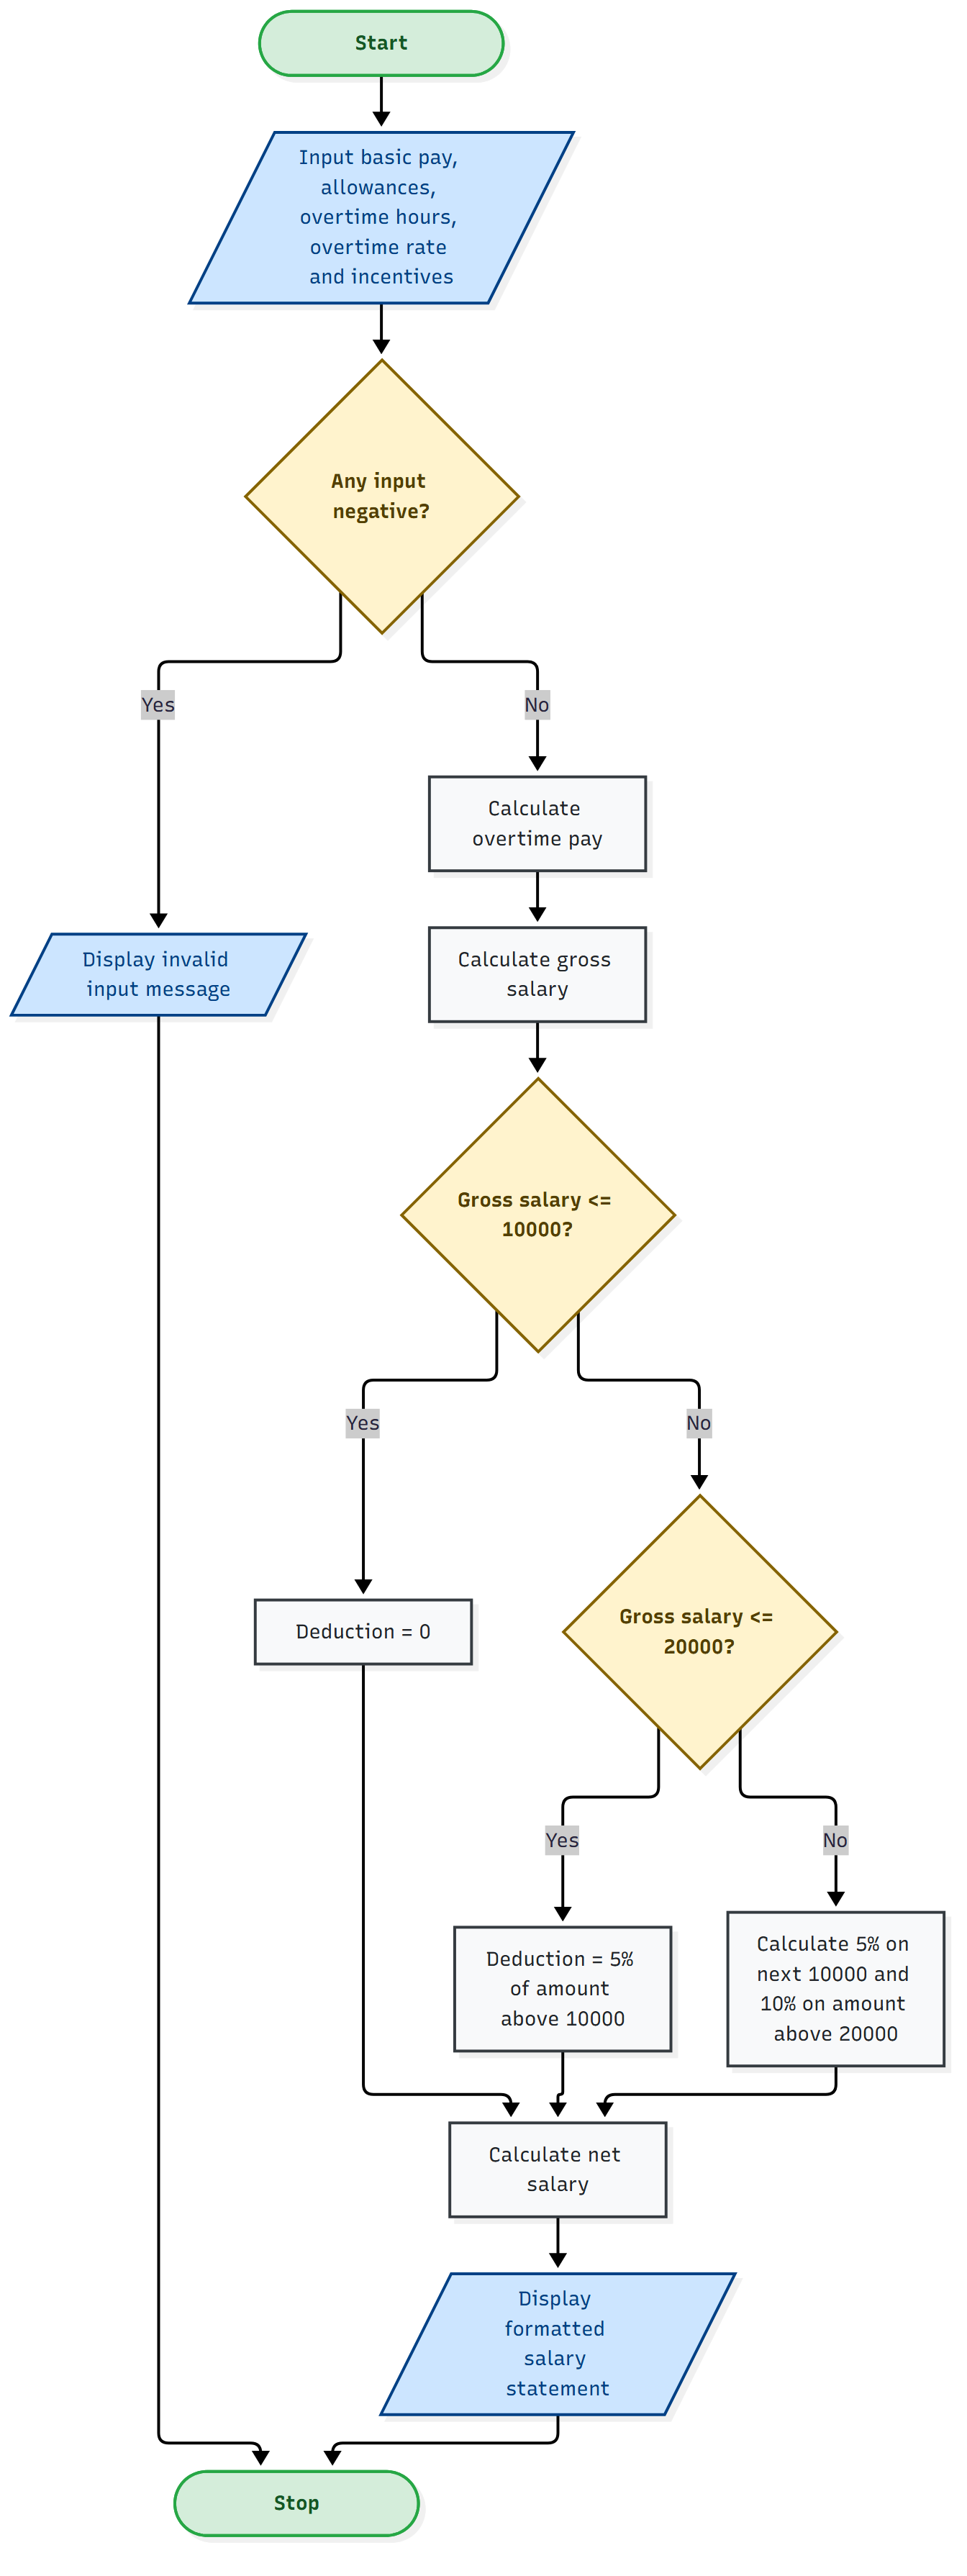 Start
Input basic pay,
allowances,
overtime hours,
overtime rate
and incentives
Any input
negative?
Yes
No
Calculate
overtime pay
Display invalid
input message
Calculate gross
salary
Gross salary <=
10000?
Yes
No
Deduction = 0
Gross salary <=
20000?
Yes
No
Deduction = 5%
of amount
above 10000
Calculate 5% on
next 10000 and
10% on amount
above 20000
Calculate net
salary
Display
formatted
salary
statement
Stop